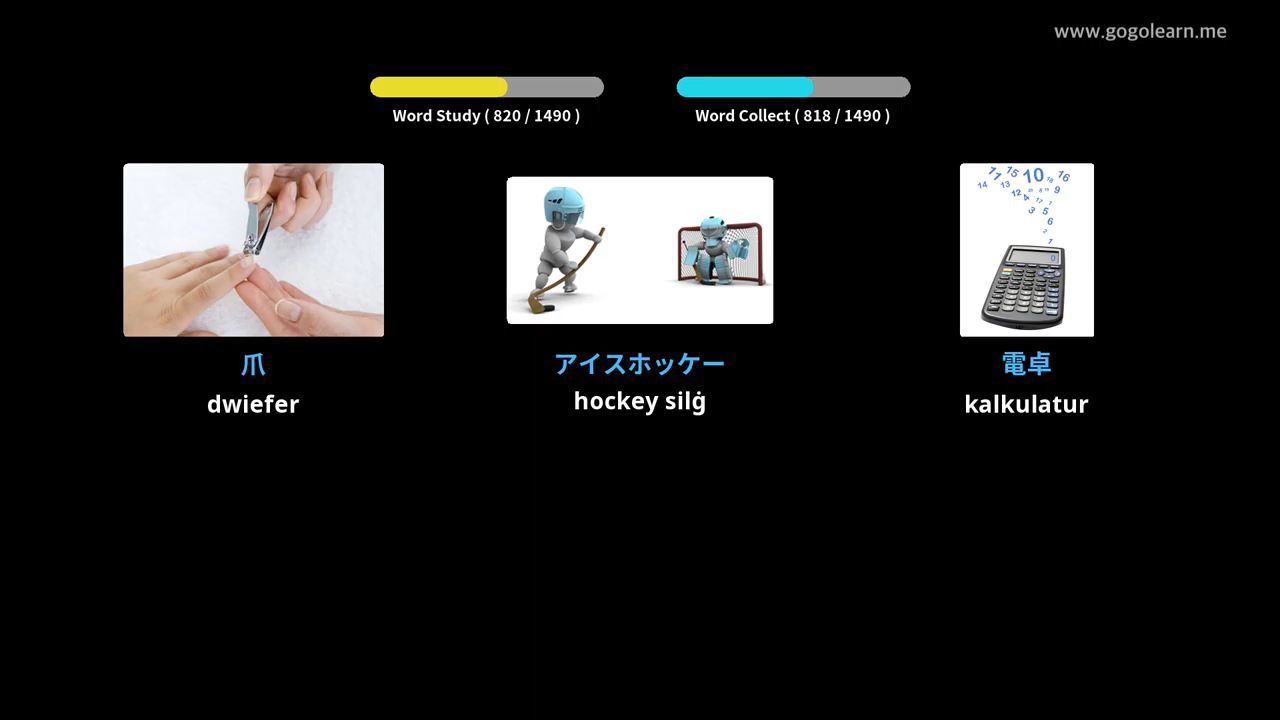 www.gogolearn.me
Word Study ( 820 / 1490 )
Word Collect ( 818 / 1490 )
爪
dwiefer
アイスホッケー
hockey silġ
電卓
kalkulatur